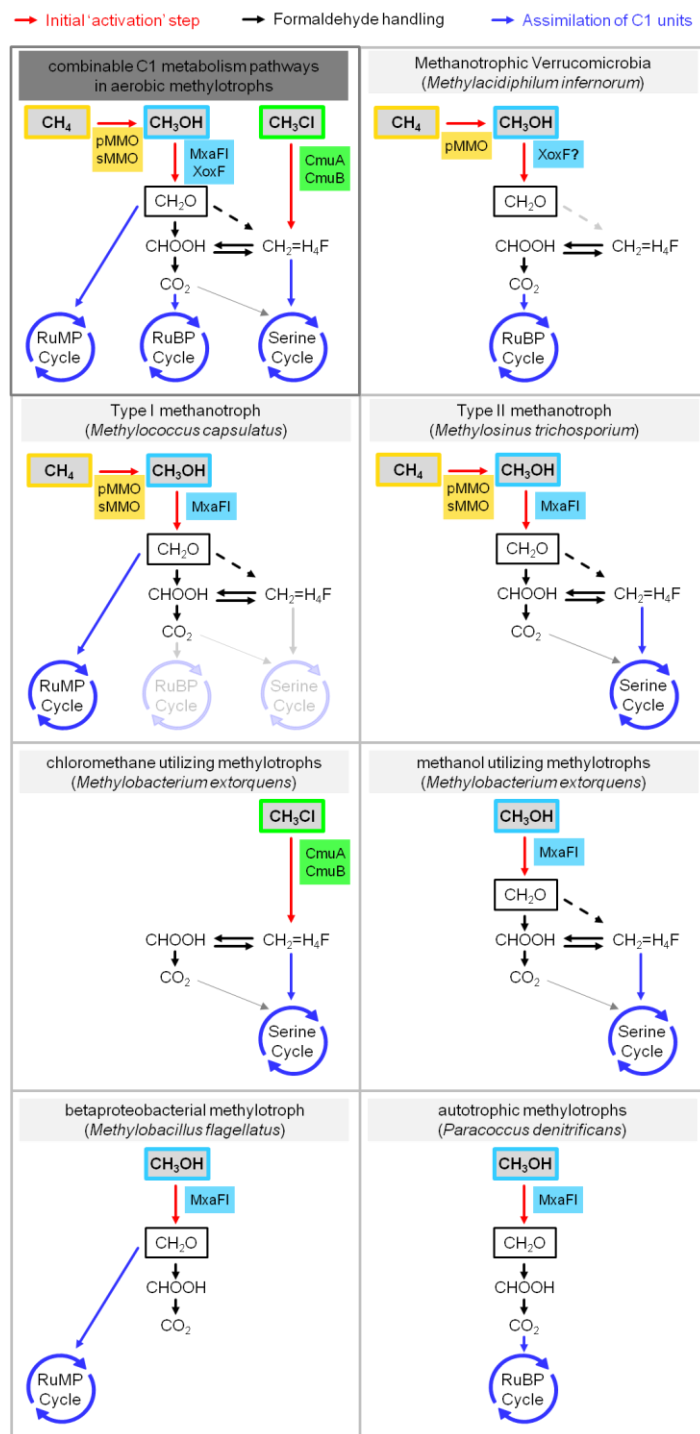 Initial 'activation' step
Formaldehyde handling
Assimilation of C1 units
combinable C1 metabolism pathways
in aerobic methylotrophs
CH₄
CH₃OH
CH₃Cl
pMMO
sMMO
MxaFI
XoxF
CmuA
CmuB
CH₂O
CHOOH
CH₂=H₄F
CO₂
RuMP
Cycle
RuBP
Cycle
Serine
Cycle
Methanotrophic Verrucomicrobia
(Methylacidiphilum infernorum)
CH₄
CH₃OH
pMMO
XoxF?
CH₂O
CHOOH
CH₂=H₄F
CO₂
RuBP
Cycle
Type I methanotroph
(Methylococcus capsulatus)
CH₄
CH₃OH
pMMO
sMMO
MxaFI
CH₂O
CHOOH
CH₂=H₄F
CO₂
RuMP
Cycle
RuBP
Cycle
Serine
Cycle
Type II methanotroph
(Methylosinus trichosporium)
CH₄
CH₃OH
pMMO
sMMO
MxaFI
CH₂O
CHOOH
CH₂=H₄F
CO₂
Serine
Cycle
chloromethane utilizing methylotrophs
(Methylobacterium extorquens)
CH₃Cl
CmuA
CmuB
CHOOH
CH₂=H₄F
CO₂
Serine
Cycle
methanol utilizing methylotrophs
(Methylobacterium extorquens)
CH₃OH
MxaFI
CH₂O
CHOOH
CH₂=H₄F
CO₂
Serine
Cycle
betaproteobacterial methylotroph
(Methylobacillus flagellatus)
CH₃OH
MxaFI
CH₂O
CHOOH
CO₂
RuMP
Cycle
autotrophic methylotrophs
(Paracoccus denitrificans)
CH₃OH
MxaFI
CH₂O
CHOOH
CO₂
RuBP
Cycle